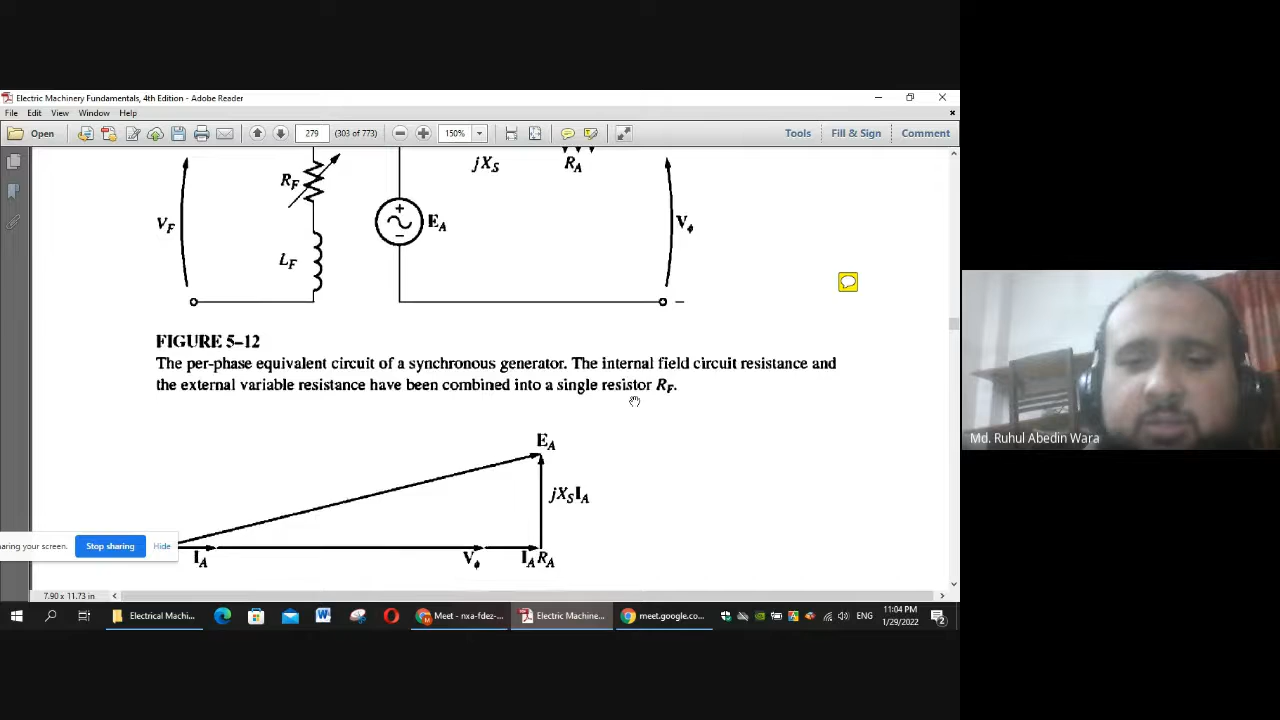 Electric Machinery Fundamentals, 4th Edition - Adobe Reader
File Edit View Window Help
Open 279 (303 of 773) 150% Tools Fill & Sign Comment
jXS RA
RF
VF EA Vϕ
LF
FIGURE 5–12
The per-phase equivalent circuit of a synchronous generator. The internal field circuit resistance and
the external variable resistance have been combined into a single resistor RF.
EA
jXSIA
IA Vϕ IARA
haring your screen. Stop sharing Hide
7.90 x 11.73 in
Electrical Machi... Meet - nxa-fdez-... Electric Machine... meet.google.co... ENG 11:04 PM
1/29/2022
2
Md. Ruhul Abedin Wara